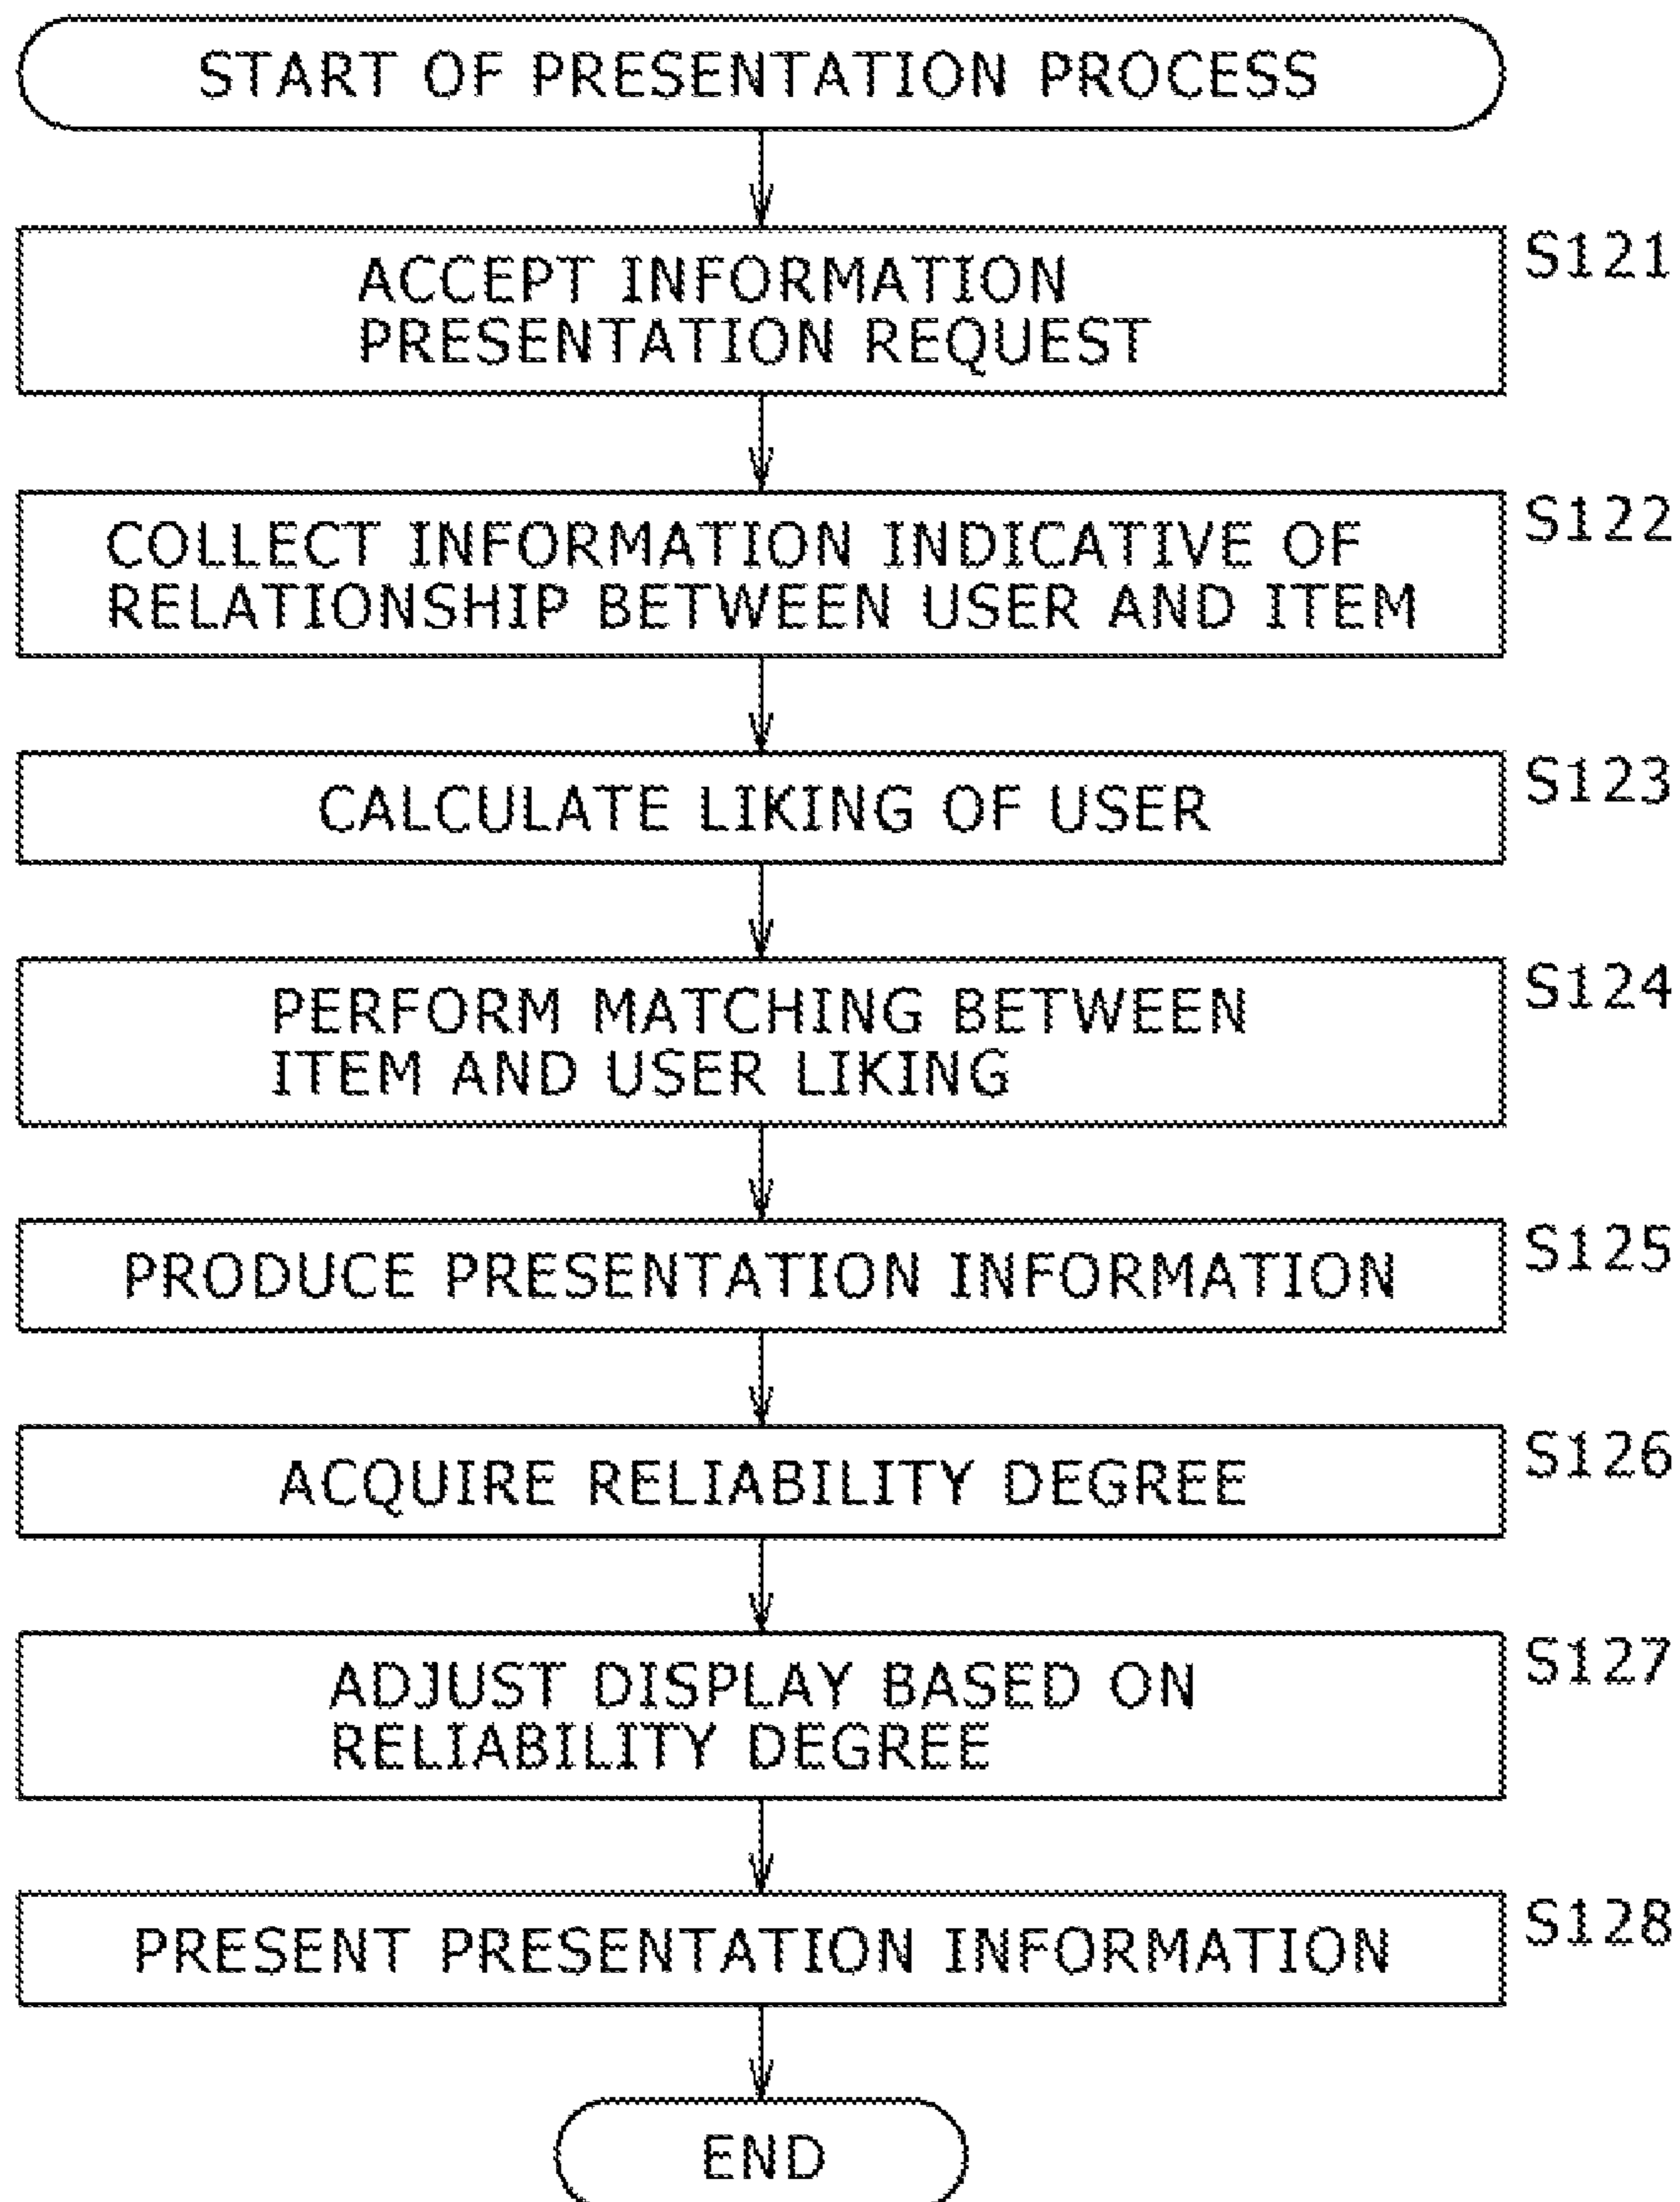 START OF PRESENTATION PROCESS
S121
ACCEPT INFORMATION
PRESENTATION REQUEST
S122
COLLECT INFORMATION INDICATIVE OF
RELATIONSHIP BETWEEN USER AND ITEM
S123
CALCULATE LIKING OF USER
S124
PERFORM MATCHING BETWEEN
ITEM AND USER LIKING
S125
PRODUCE PRESENTATION INFORMATION
S126
ACQUIRE RELIABILITY DEGREE
S127
ADJUST DISPLAY BASED ON
RELIABILITY DEGREE
S128
PRESENT PRESENTATION INFORMATION
END